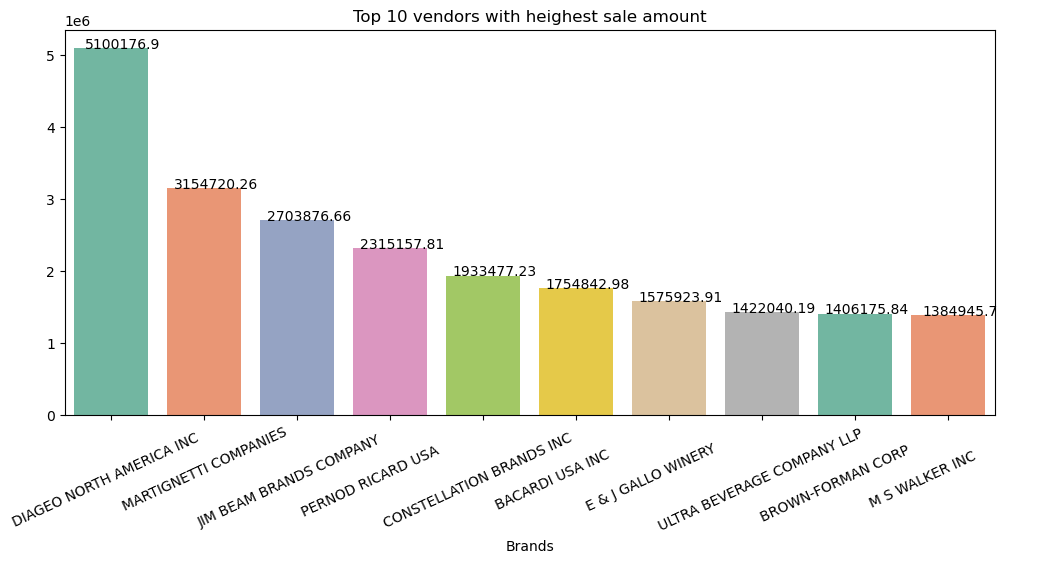 Top 10 vendors with heighest sale amount
1e6
5
4
3
2
1
0
5100176.9
3154720.26
2703876.66
2315157.81
1933477.23
1754842.98
1575923.91
1422040.19
1406175.84
1384945.7
DIAGEO NORTH AMERICA INC
MARTIGNETTI COMPANIES
JIM BEAM BRANDS COMPANY
PERNOD RICARD USA
CONSTELLATION BRANDS INC
BACARDI USA INC
E & J GALLO WINERY
ULTRA BEVERAGE COMPANY LLP
BROWN-FORMAN CORP
M S WALKER INC
Brands